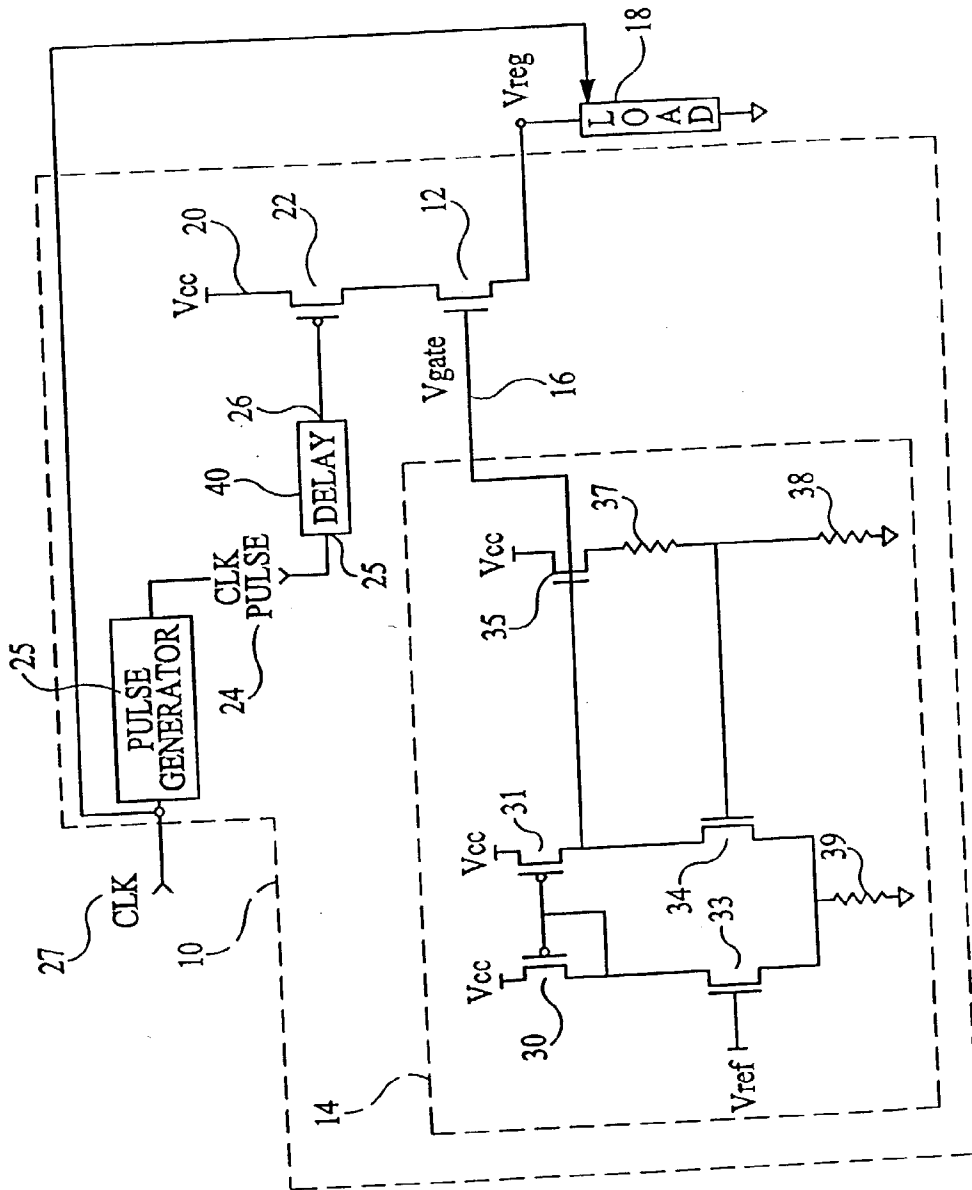 18
LOAD
Vreg
22
12
20
Vcc
Vgate
26
16
40
DELAY
25
CLK
PULSE
24
25
PULSE
GENERATOR
27
CLK
10
37
38
Vcc
35
31
Vcc
34
39
33
Vcc
30
Vref
14